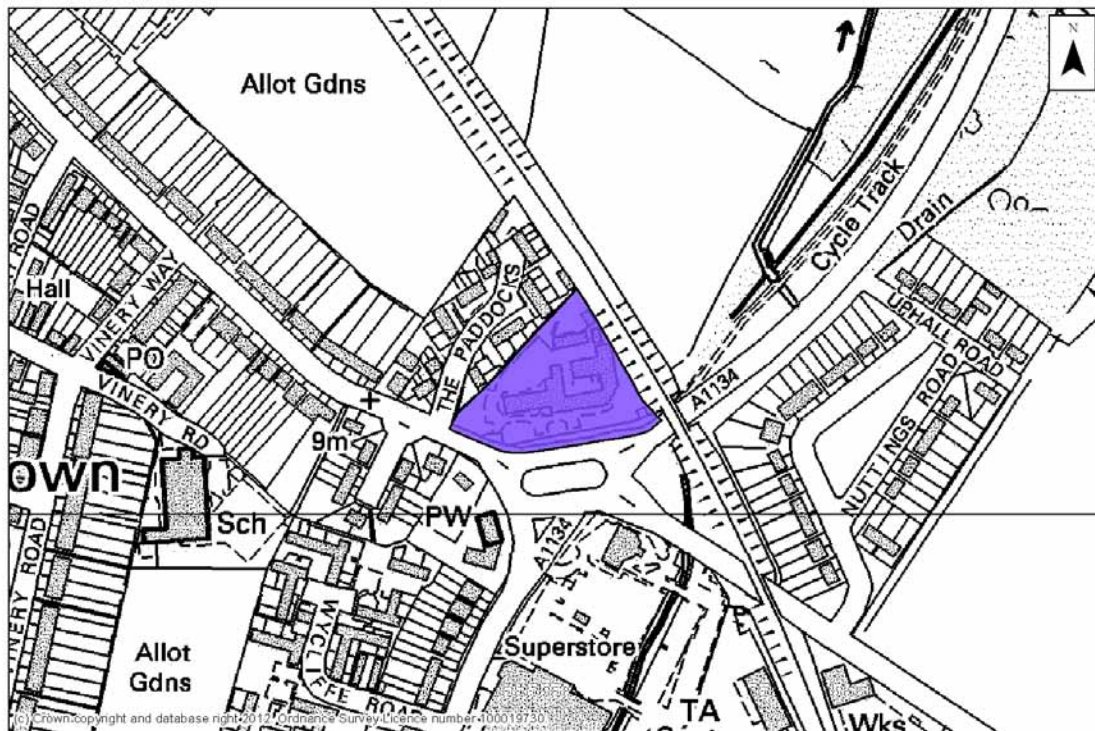 N
Allot Gdns
Cycle Track
Drain
ROAD
Hall
VINERY WAY
THE PADDOCKS
UPHALL ROAD
PO
VINERY RD
A1134
NUTTINGS ROAD
9m
own
Sch
PW
A1134
VINERY ROAD
WYCLIFFE ROAD
Superstore
Allot
Gdns
TA
Wks
(c) Crown copyright and database right 2012. Ordnance Survey Licence number 100019730